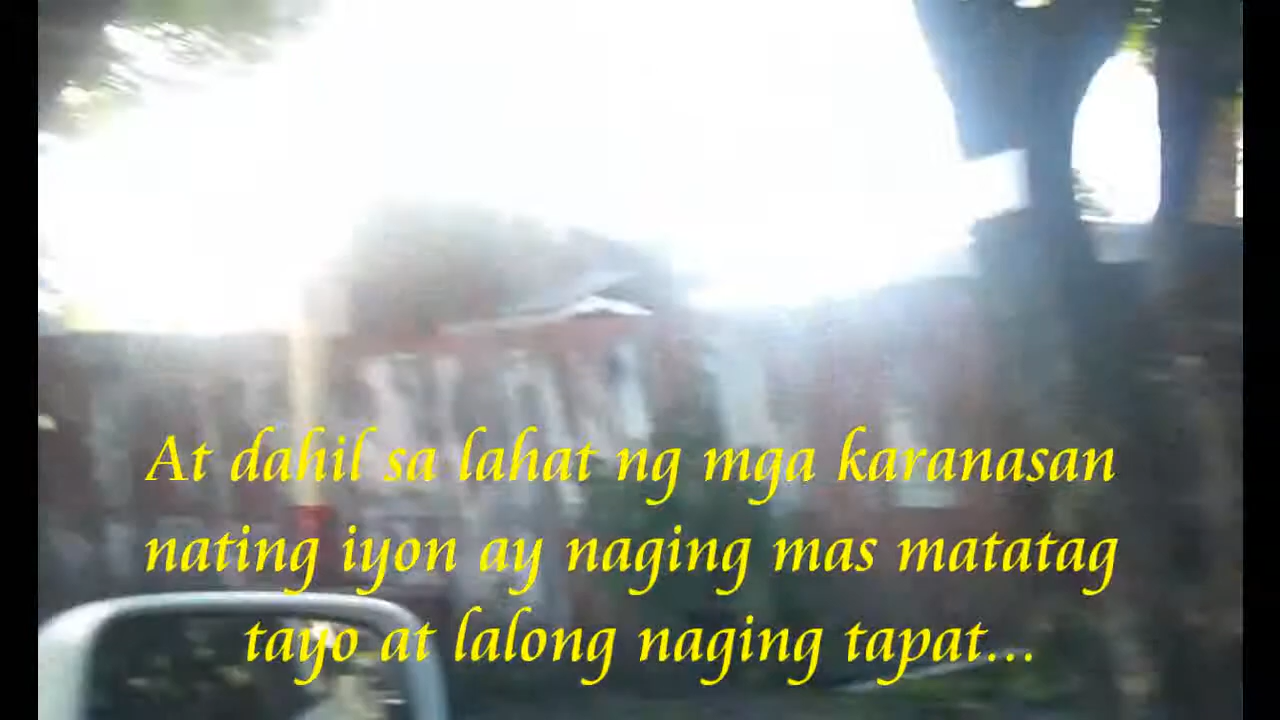 At dahil sa lahat ng mga karanasan
nating iyon ay naging mas matatag
tayo at lalong naging tapat...